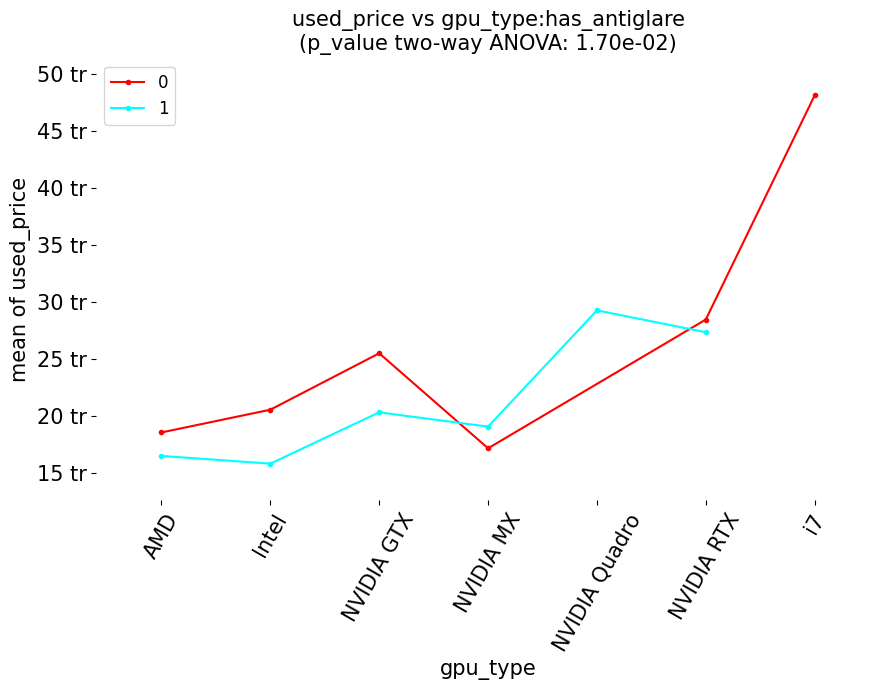 used_price vs gpu_type:has_antiglare
(p_value two-way ANOVA: 1.70e-02)
0
1
50 tr
45 tr
40 tr
35 tr
30 tr
25 tr
20 tr
15 tr
mean of used_price
AMD
Intel
NVIDIA GTX
NVIDIA MX
NVIDIA Quadro
NVIDIA RTX
i7
gpu_type